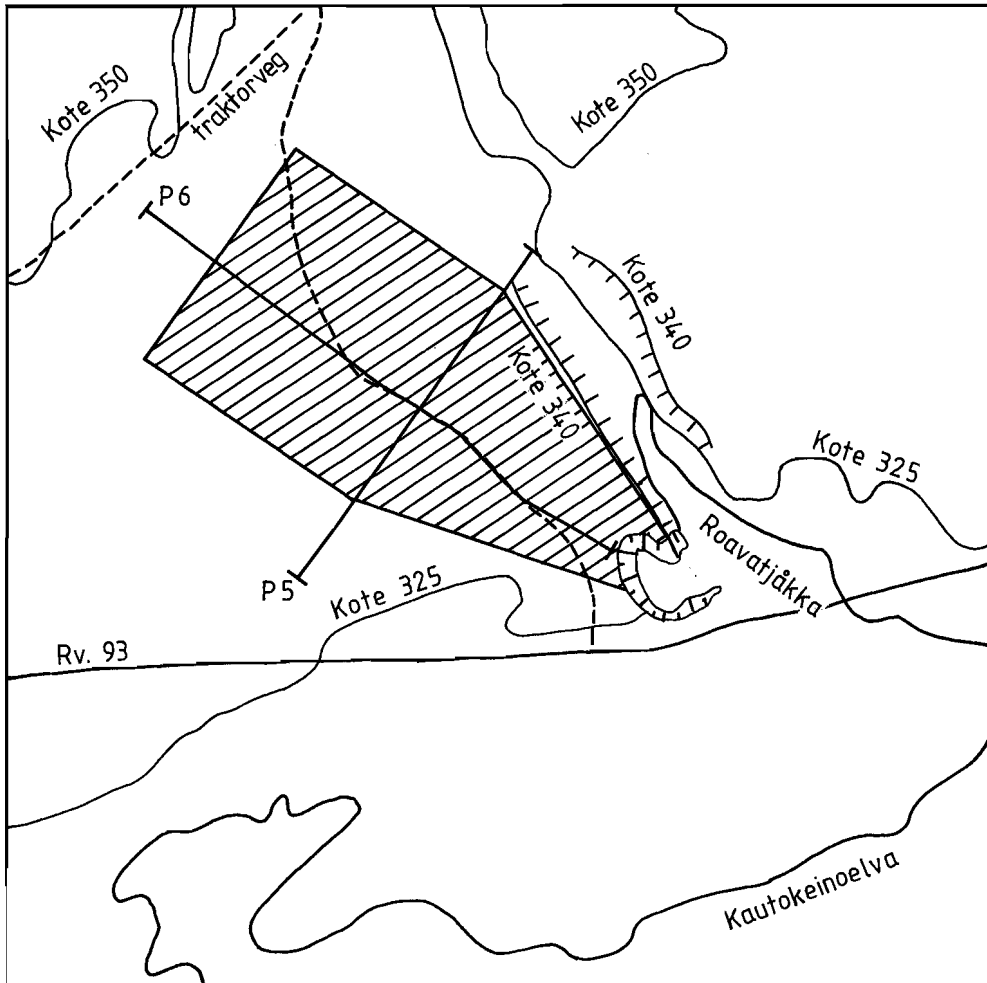 Kote 350
traktorveg
Kote 350
P6
Kote 340
Kote 340
Kote 325
Roavatjåkka
P5
Kote 325
Rv. 93
Kautokeinoelva